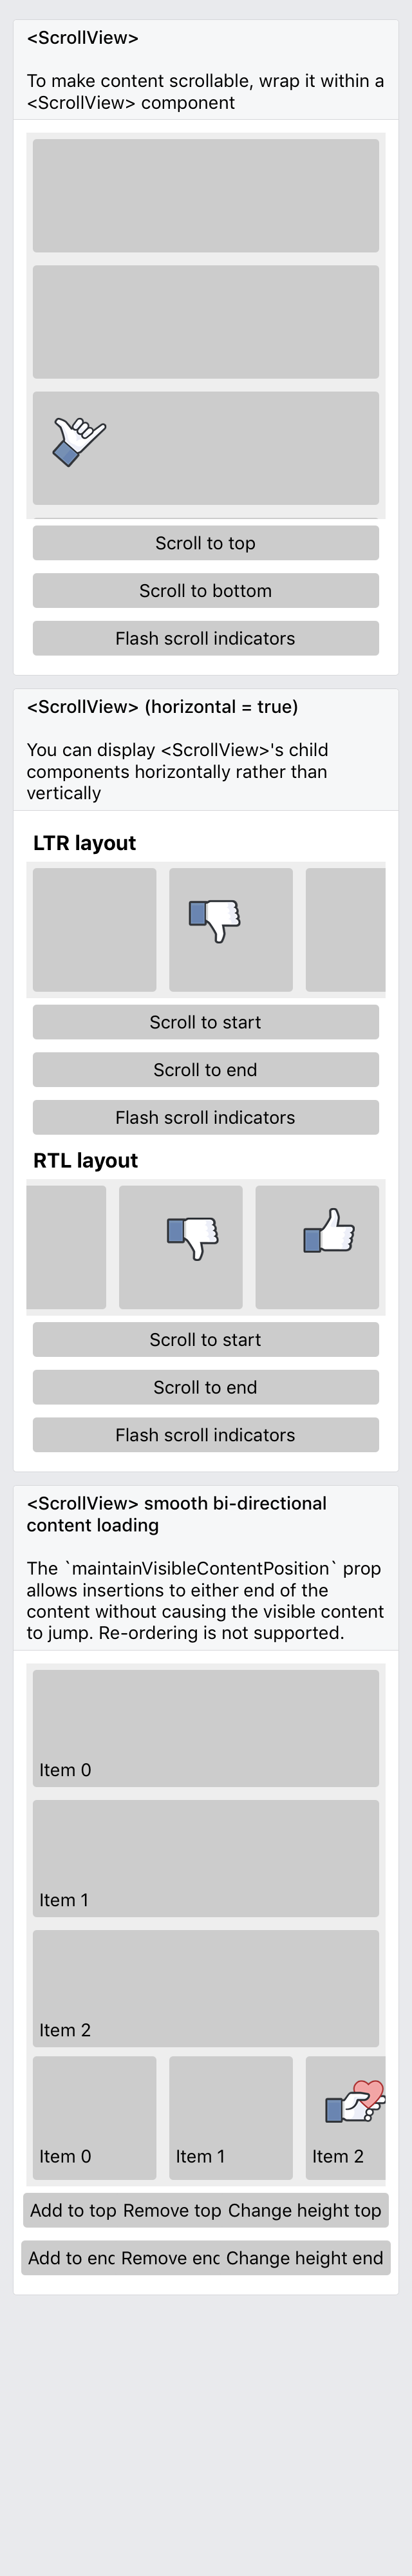 <ScrollView>
To make content scrollable, wrap it within a
<ScrollView> component
Scroll to top
Scroll to bottom
Flash scroll indicators
<ScrollView> (horizontal = true)
You can display <ScrollView>'s child
components horizontally rather than
vertically
LTR layout
Scroll to start
Scroll to end
Flash scroll indicators
RTL layout
Scroll to start
Scroll to end
Flash scroll indicators
<ScrollView> smooth bi-directional
content loading
The `maintainVisibleContentPosition` prop
allows insertions to either end of the
content without causing the visible content
to jump. Re-ordering is not supported.
Item 0
Item 1
Item 2
Item 0 Item 1 Item 2
Add to top Remove top Change height top
Add to enc Remove enc Change height end